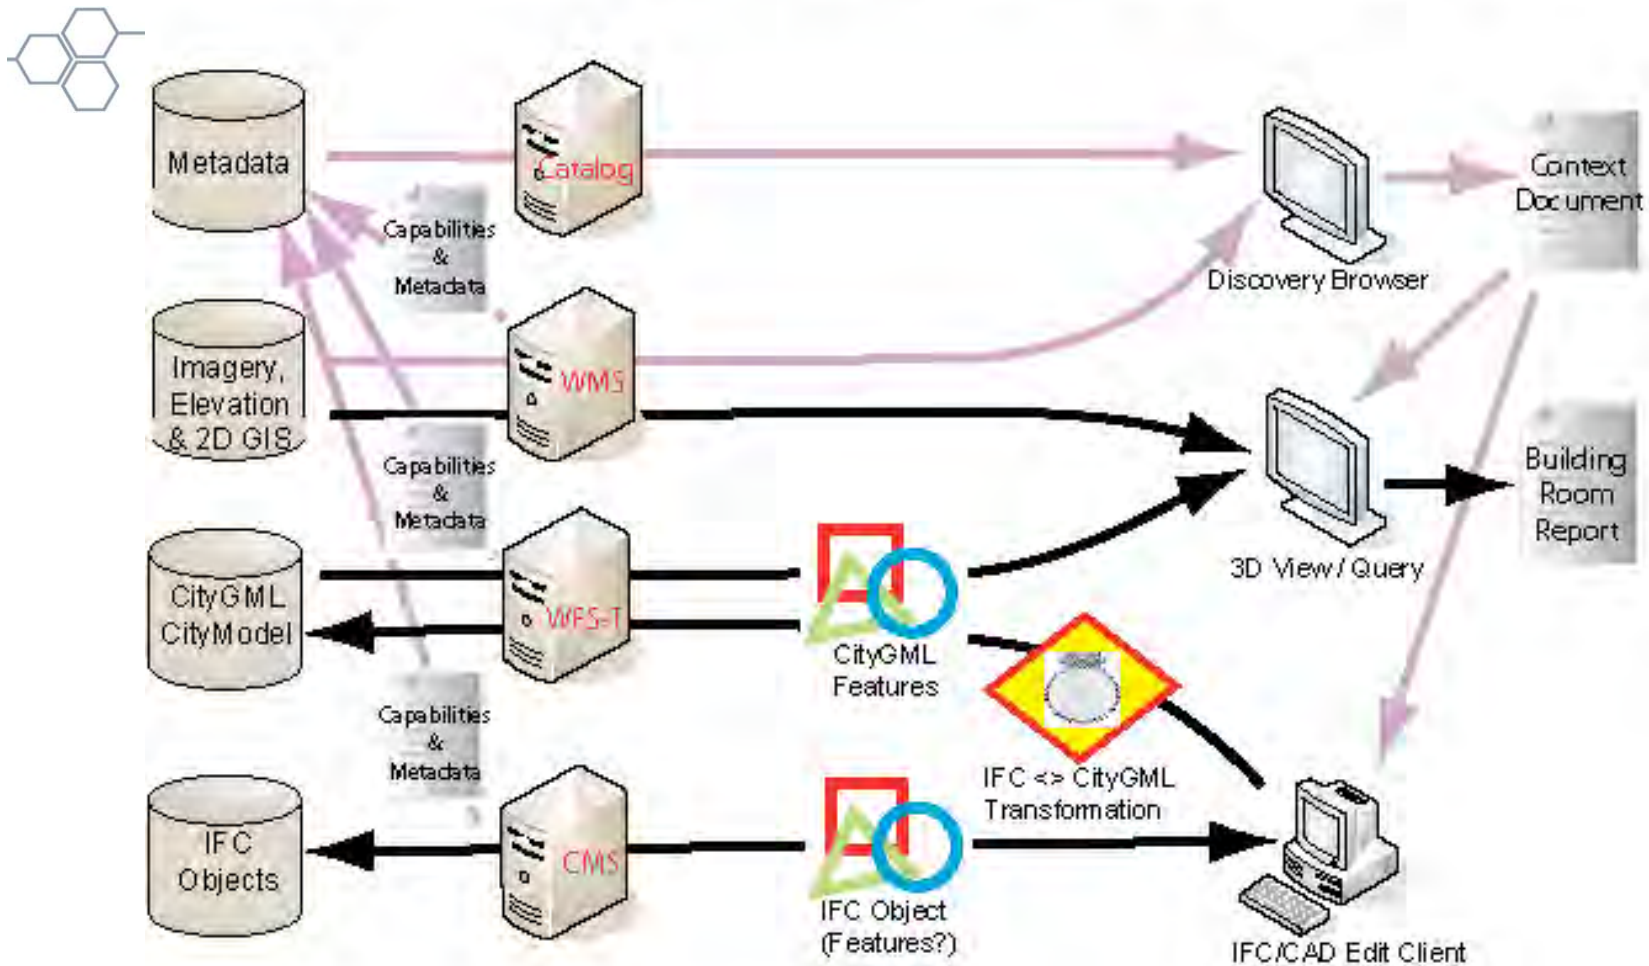 Metadata
Catalog
Capabilities
&
Metadata
Discovery Browser
Context
Document
Imagery,
Elevation
& 2D GIS
WMS
Capabilities
&
Metadata
3D View / Query
Building
Room
Report
CityGML
CityModel
WFS-T
CityGML
Features
IFC <> CityGML
Transformation
Capabilities
&
Metadata
IFC
Objects
CMS
IFC Object
(Features?)
IFC/CAD Edit Client